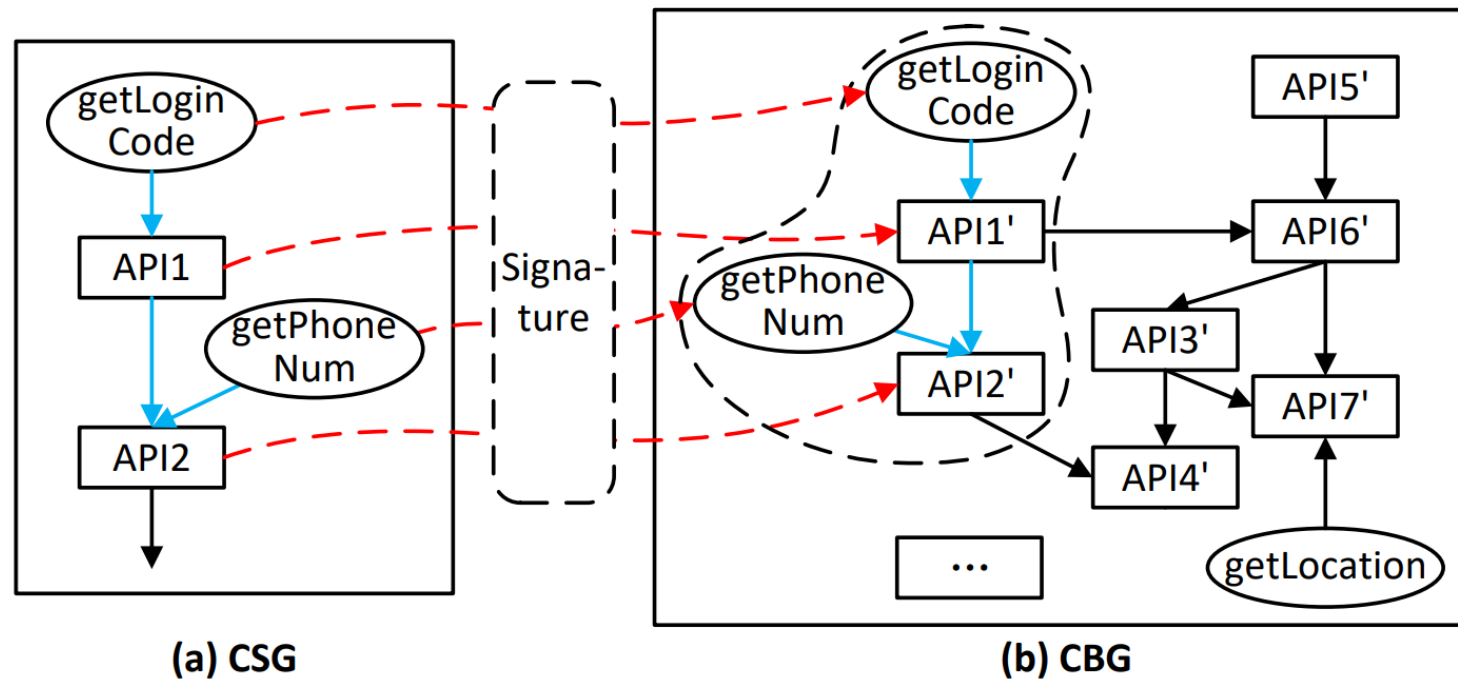 getLogin
Code
API1
getPhone
Num
API2
Signa-
ture
getLogin
Code
API1'
getPhone
Num
API2'
API5'
API6'
API3'
API7'
API4'
...
getLocation
(a) CSG
(b) CBG